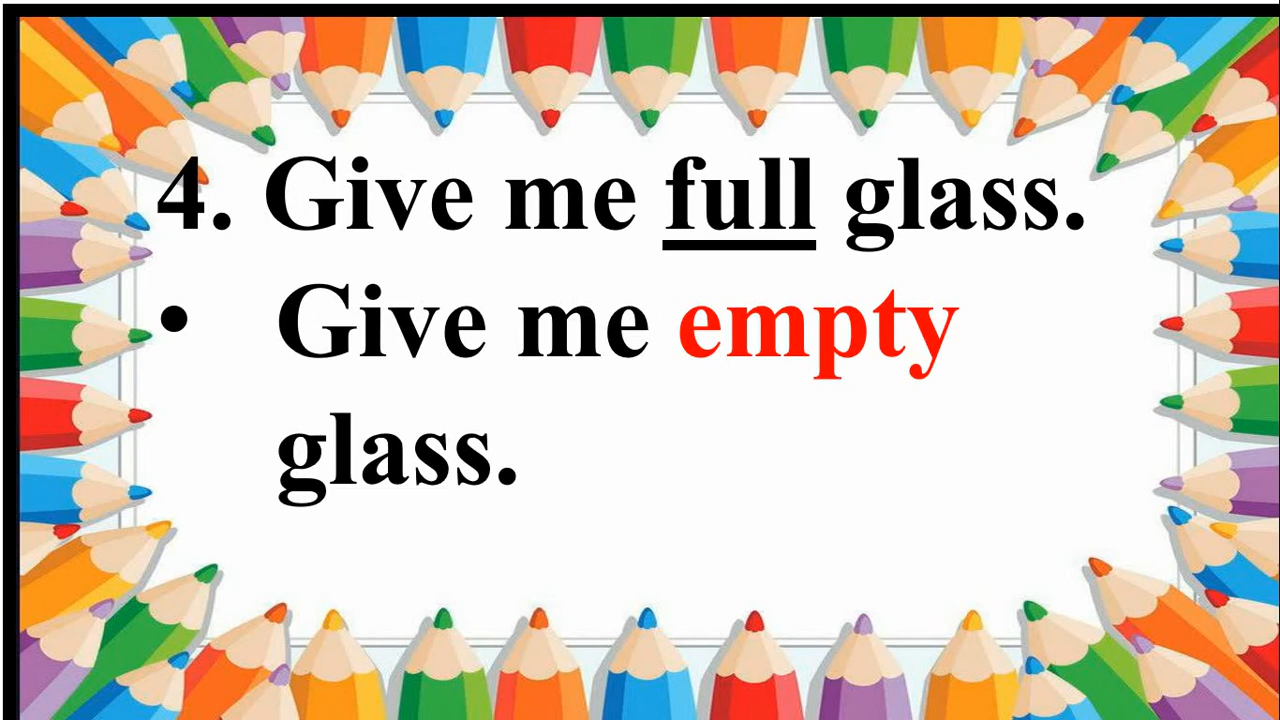 4. Give me full glass.
• Give me empty
glass.